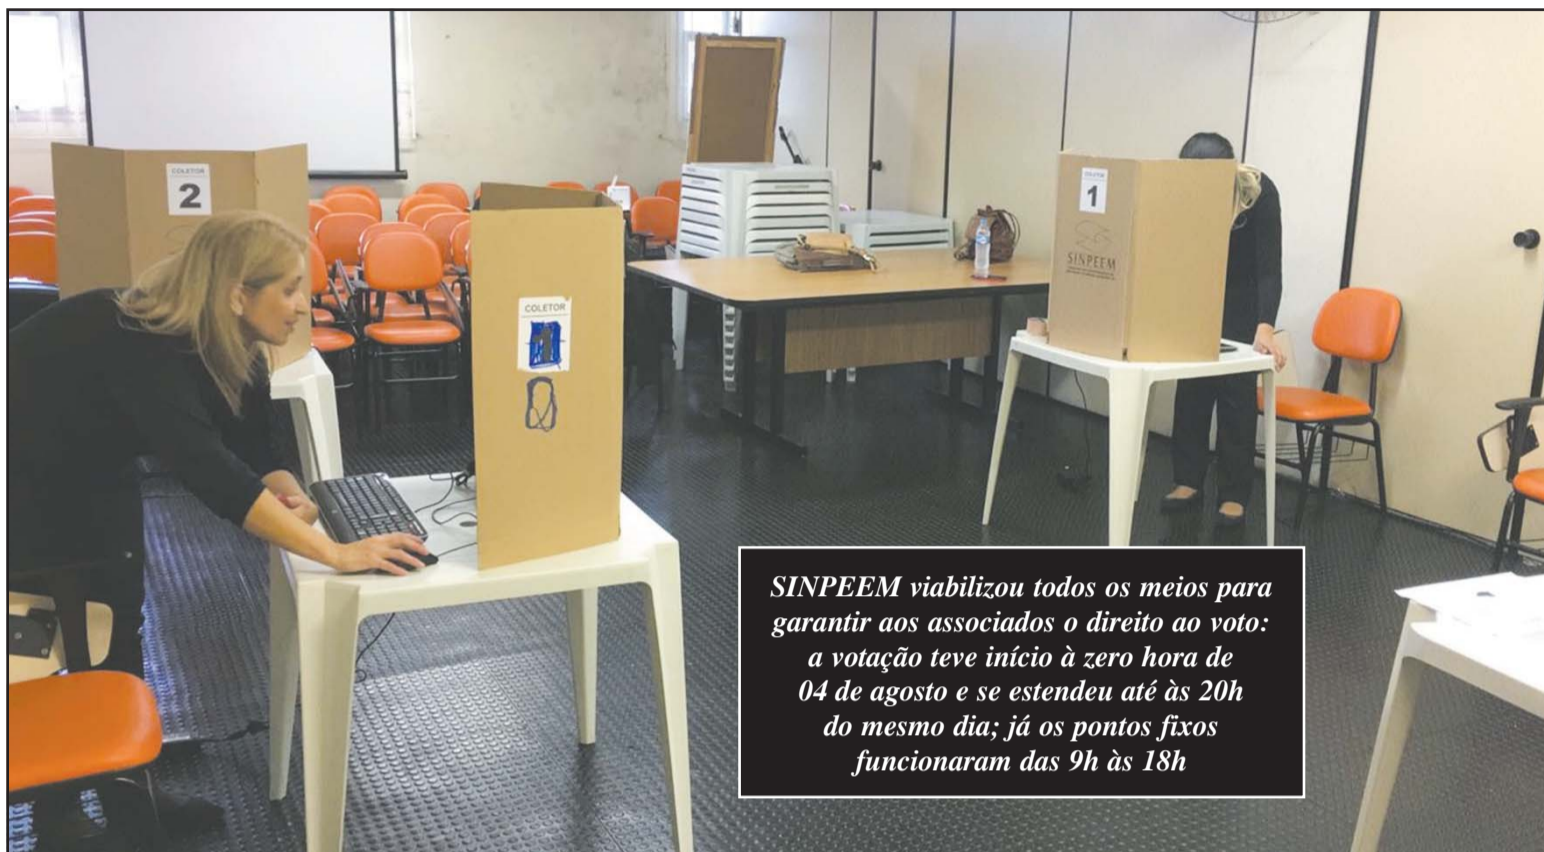 COLETOR
2
COLETOR
1
COLETOR
1
SINPEEM
SINPEEM viabilizou todos os meios para
garantir aos associados o direito ao voto:
a votação teve início à zero hora de
04 de agosto e se estendeu até às 20h
do mesmo dia; já os pontos fixos
funcionaram das 9h às 18h